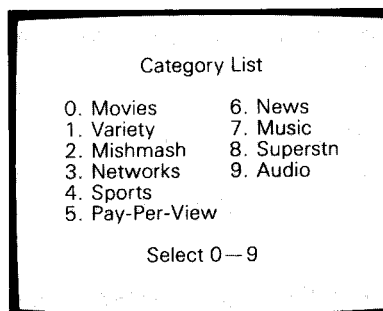 Category List
0. Movies
1. Variety
2. Mishmash
3. Networks
4. Sports
5. Pay-Per-View
6. News
7. Music
8. Superstn
9. Audio
Select 0—9